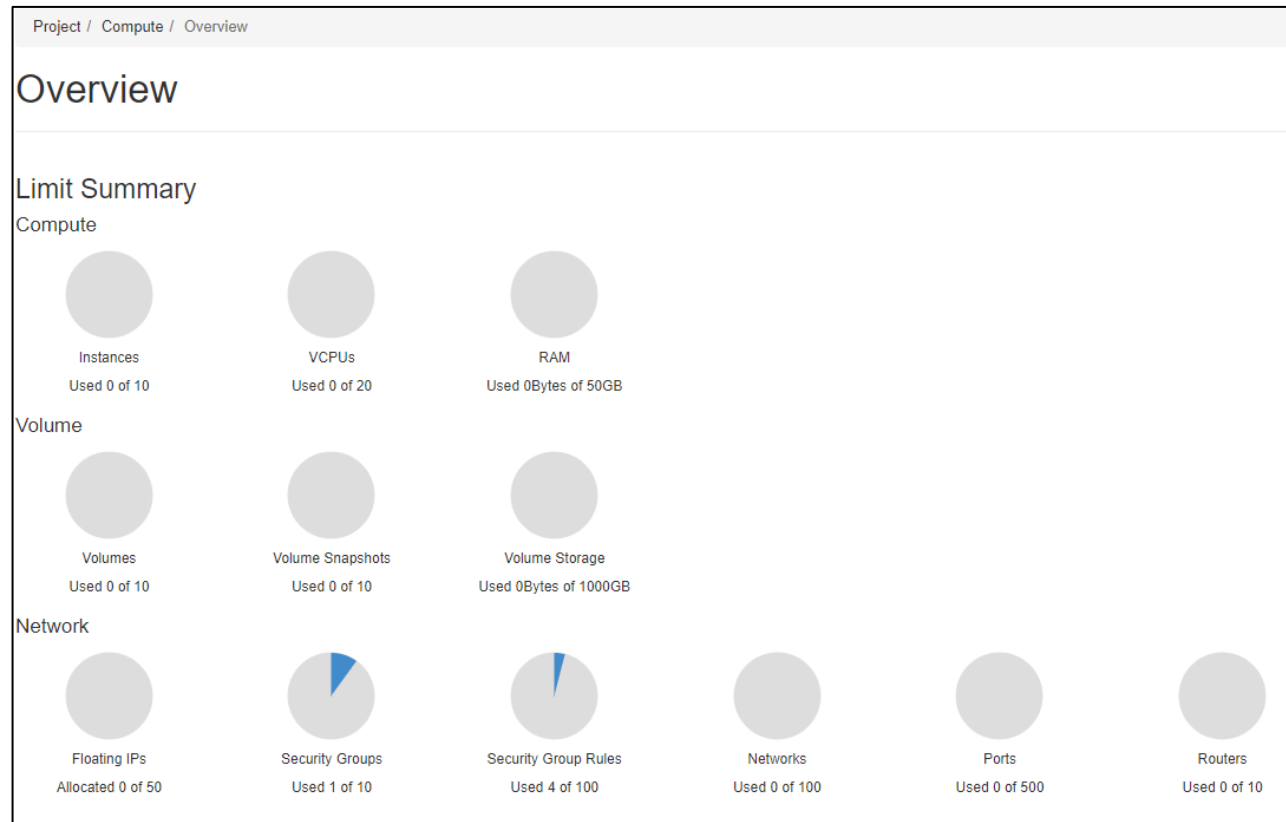 Project / Compute / Overview
Overview
Limit Summary
Compute
Instances
Used 0 of 10
VCPUs
Used 0 of 20
RAM
Used 0Bytes of 50GB
Volume
Volumes
Used 0 of 10
Volume Snapshots
Used 0 of 10
Volume Storage
Used 0Bytes of 1000GB
Network
Floating IPs
Allocated 0 of 50
Security Groups
Used 1 of 10
Security Group Rules
Used 4 of 100
Networks
Used 0 of 100
Ports
Used 0 of 500
Routers
Used 0 of 10